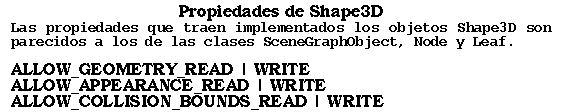 Propiedades de Shape3D
Las propiedades que traen implementados los objetos Shape3D son
parecidos a los de las clases SceneGraphObject, Node y Leaf.
ALLOW_GEOMETRY_READ | WRITE
ALLOW_APPEARANCE_READ | WRITE
ALLOW_COLLISION_BOUNDS_READ | WRITE